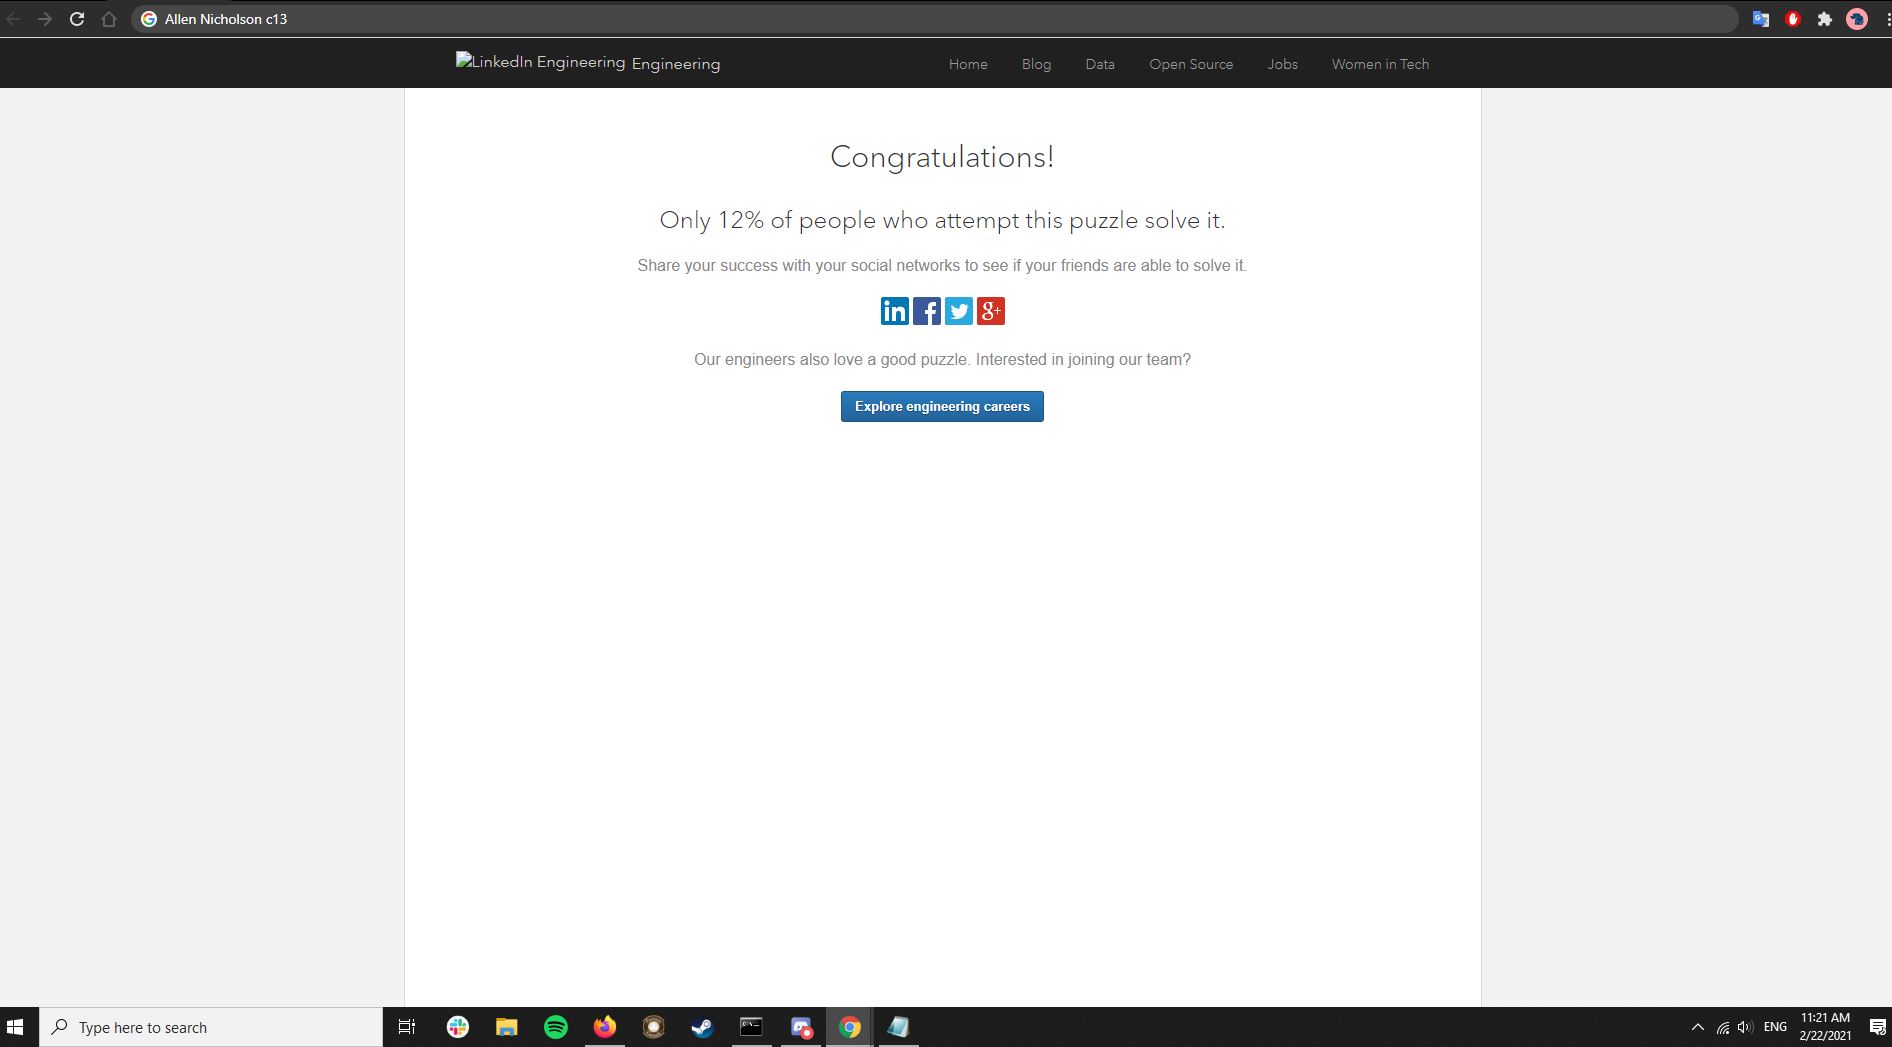 Allen Nicholson c13
LinkedIn Engineering Engineering
Home Blog Data Open Source Jobs Women in Tech
Congratulations!
Only 12% of people who attempt this puzzle solve it.
Share your success with your social networks to see if your friends are able to solve it.
in f g+
Our engineers also love a good puzzle. Interested in joining our team?
Explore engineering careers
Type here to search
ENG
11:21 AM
2/22/2021